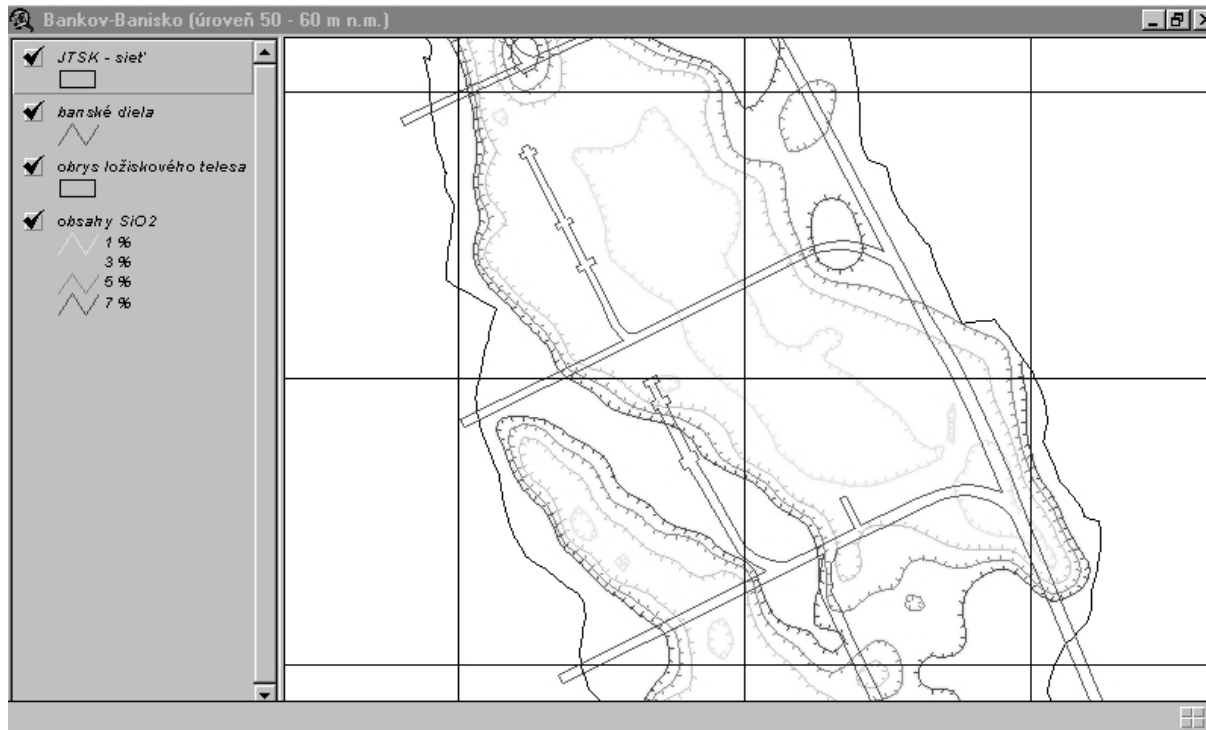 Bankov-Banisko (úroveň 50 - 60 m n.m.)
JTSK - sieť
banské diela
obrys ložiskového telesa
obsahy SiO2
1 %
3 %
5 %
7 %